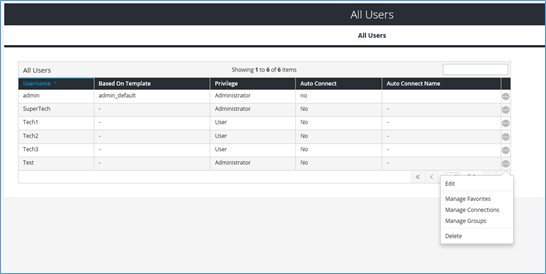 All Users
All Users
All Users Showing 1 to 6 of 6 Items
Username Based On Template Privilege Auto Connect Auto Connect Name
admin admin_default Administrator no
SuperTech - Administrator No -
Tech1 - User No -
Tech2 - User No -
Tech3 - User No -
Test - Administrator No -
Edit
Manage Favorites
Manage Connections
Manage Groups
Delete